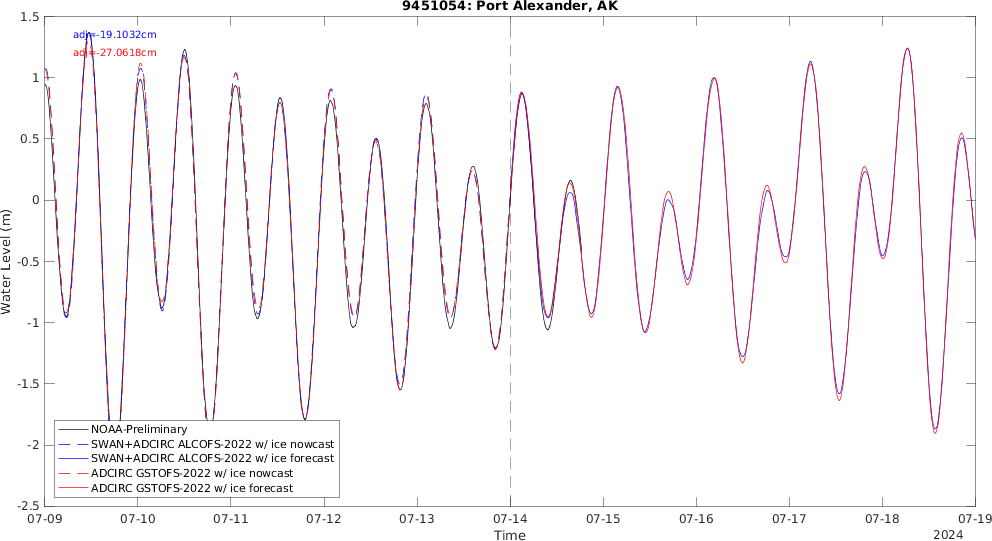 9451054: Port Alexander, AK
adj=-19.1032cm
adj=-27.0618cm
Water Level (m)
1.5
1
0.5
0
-0.5
-1
-1.5
-2
-2.5
NOAA-Preliminary
SWAN+ADCIRC ALCOFS-2022 w/ ice nowcast
SWAN+ADCIRC ALCOFS-2022 w/ ice forecast
ADCIRC GSTOFS-2022 w/ ice nowcast
ADCIRC GSTOFS-2022 w/ ice forecast
07-09 07-10 07-11 07-12 07-13 07-14 07-15 07-16 07-17 07-18 07-19
Time 2024